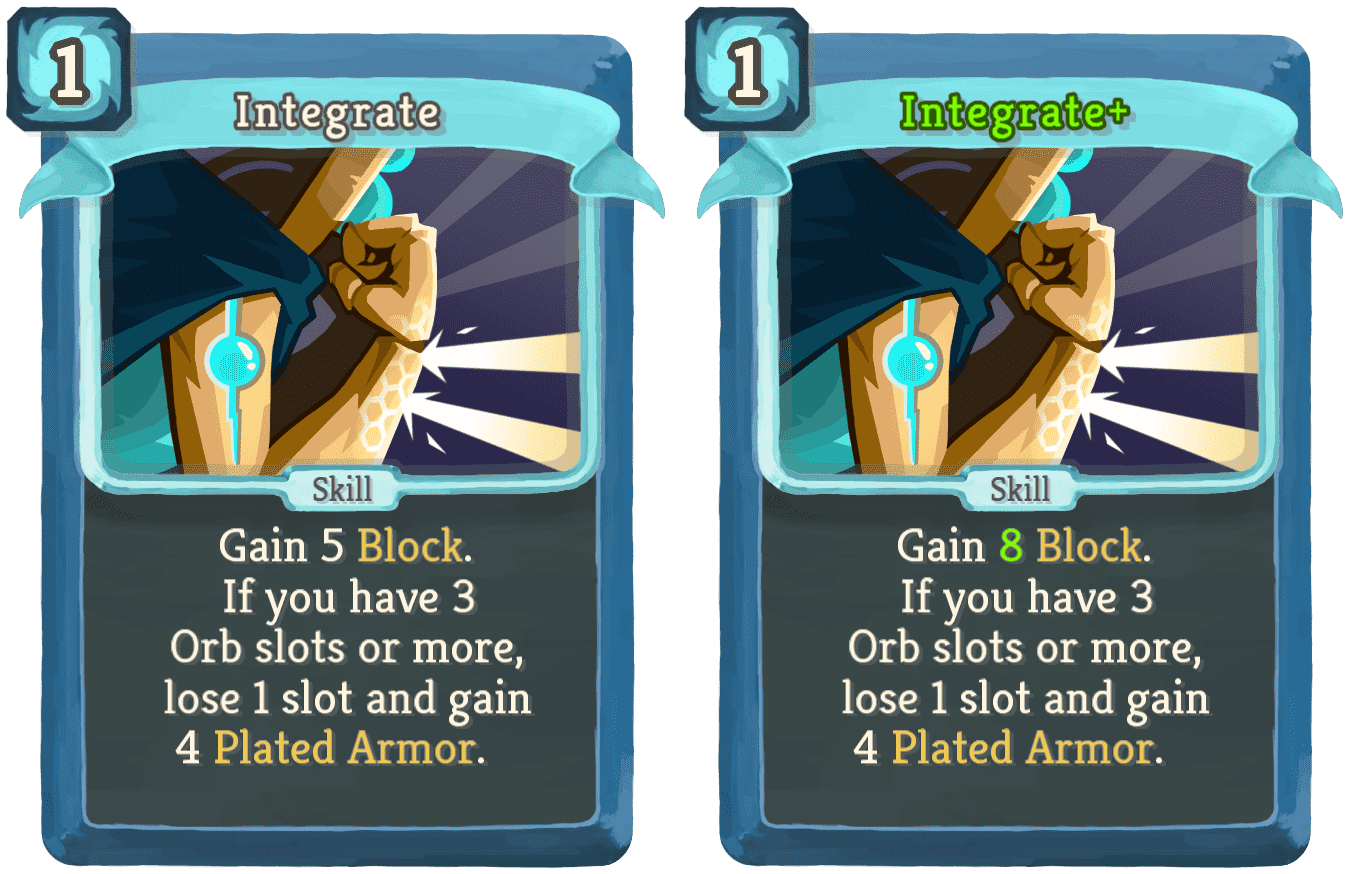 1
Integrate
Skill
Gain 5 Block.
If you have 3
Orb slots or more,
lose 1 slot and gain
4 Plated Armor.
1
Integrate+
Skill
Gain 8 Block.
If you have 3
Orb slots or more,
lose 1 slot and gain
4 Plated Armor.